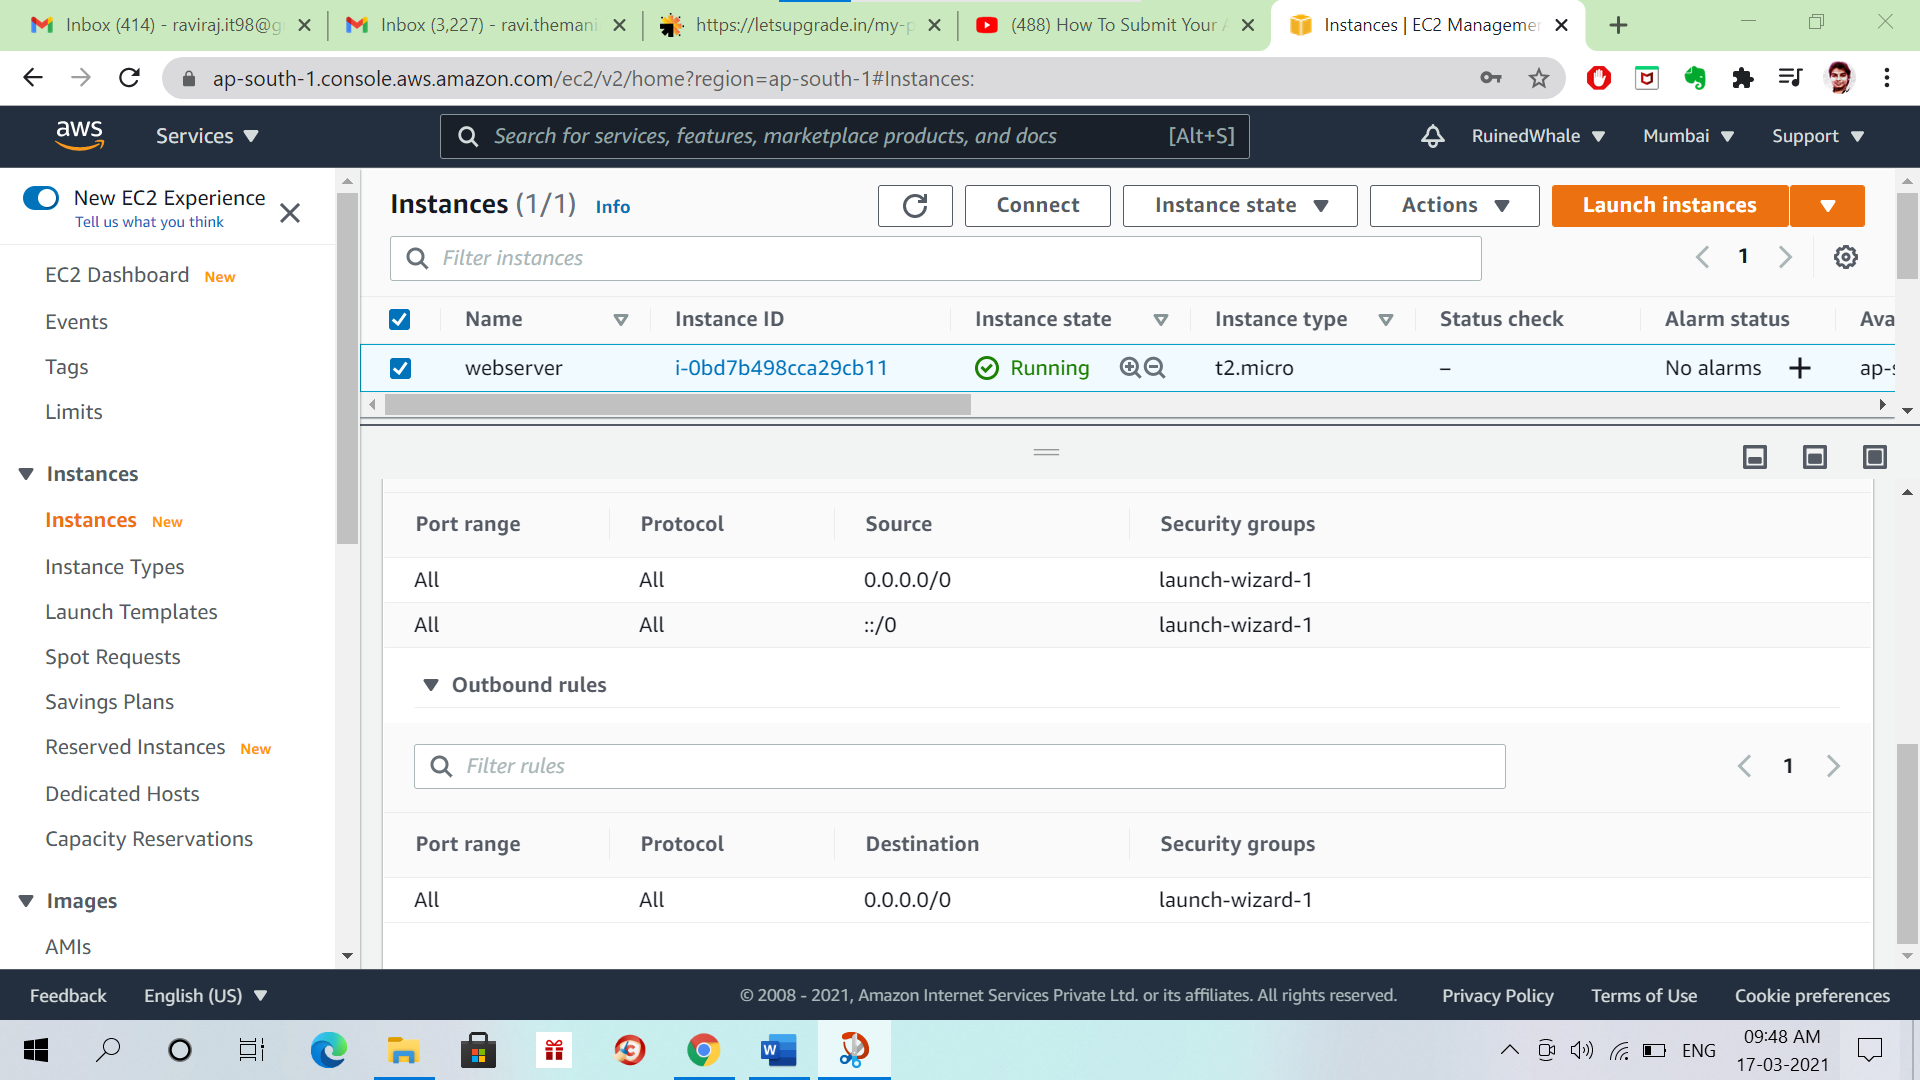 Inbox (414) - raviraj.it98@g
Inbox (3,227) - ravi.themani
https://letsupgrade.in/my-p
(488) How To Submit Your A
Instances | EC2 Managemen
ap-south-1.console.aws.amazon.com/ec2/v2/home?region=ap-south-1#Instances:
aws
Services
Search for services, features, marketplace products, and docs
[Alt+S]
RuinedWhale
Mumbai
Support
New EC2 Experience
Tell us what you think
EC2 Dashboard New
Events
Tags
Limits
Instances
Instances New
Instance Types
Launch Templates
Spot Requests
Savings Plans
Reserved Instances New
Dedicated Hosts
Capacity Reservations
Images
AMIs
Instances (1/1) Info
Connect
Instance state
Actions
Launch instances
Filter instances
1
Name
Instance ID
Instance state
Instance type
Status check
Alarm status
Ava
webserver
i-0bd7b498cca29cb11
Running
t2.micro
–
No alarms
ap-s
Port range
Protocol
Source
Security groups
All
All
0.0.0.0/0
launch-wizard-1
All
All
::/0
launch-wizard-1
Outbound rules
Filter rules
1
Port range
Protocol
Destination
Security groups
All
All
0.0.0.0/0
launch-wizard-1
Feedback
English (US)
© 2008 - 2021, Amazon Internet Services Private Ltd. or its affiliates. All rights reserved.
Privacy Policy
Terms of Use
Cookie preferences
ENG
09:48 AM
17-03-2021